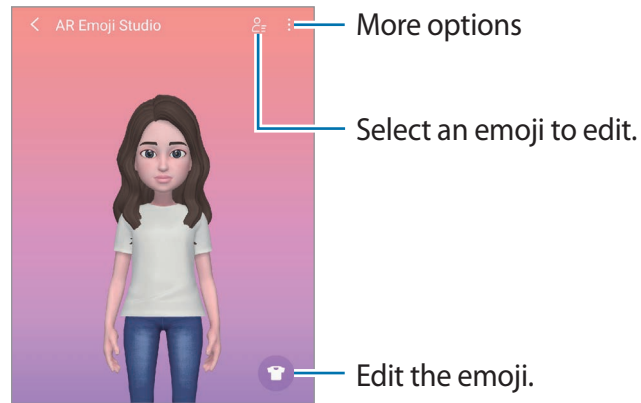 AR Emoji Studio
More options
Select an emoji to edit.
Edit the emoji.